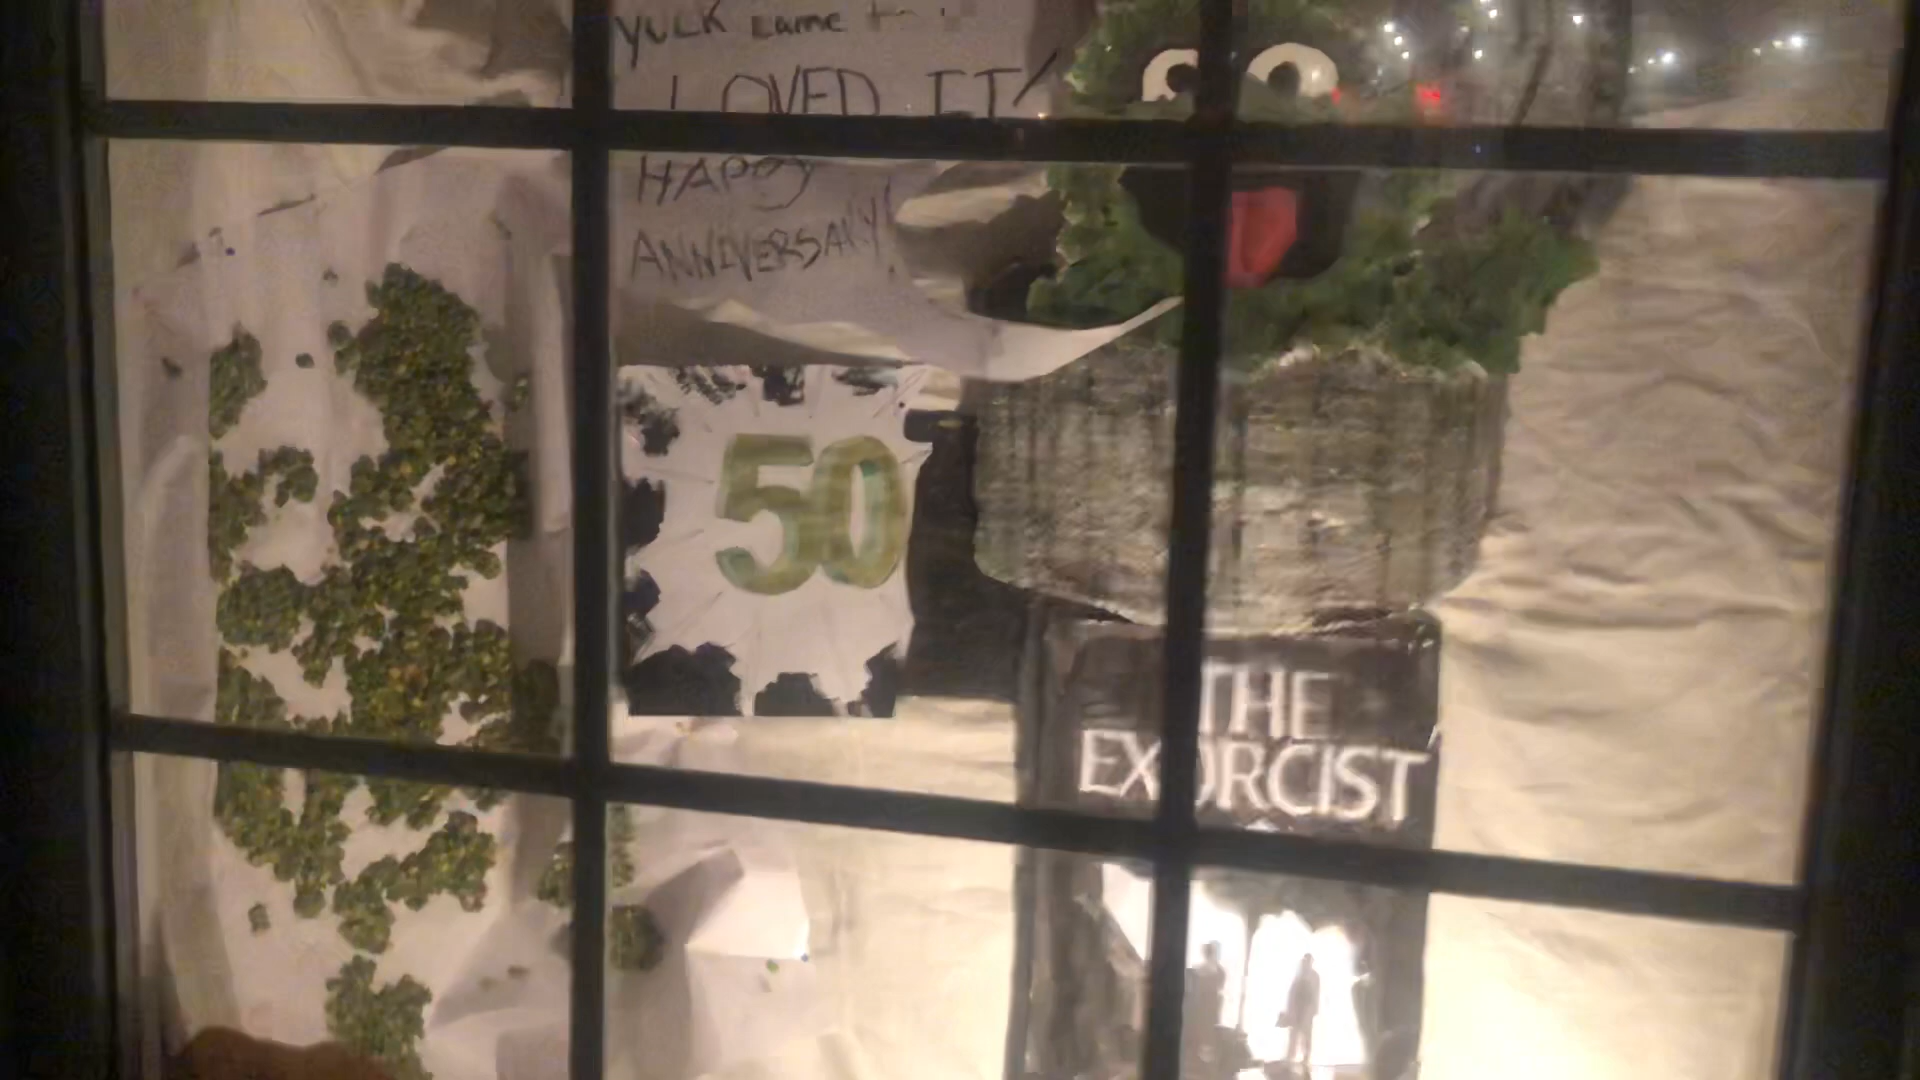 YUCK came
LOVED IT!
HAPPY
ANNIVERSARY!
50
THE
EXORCIST